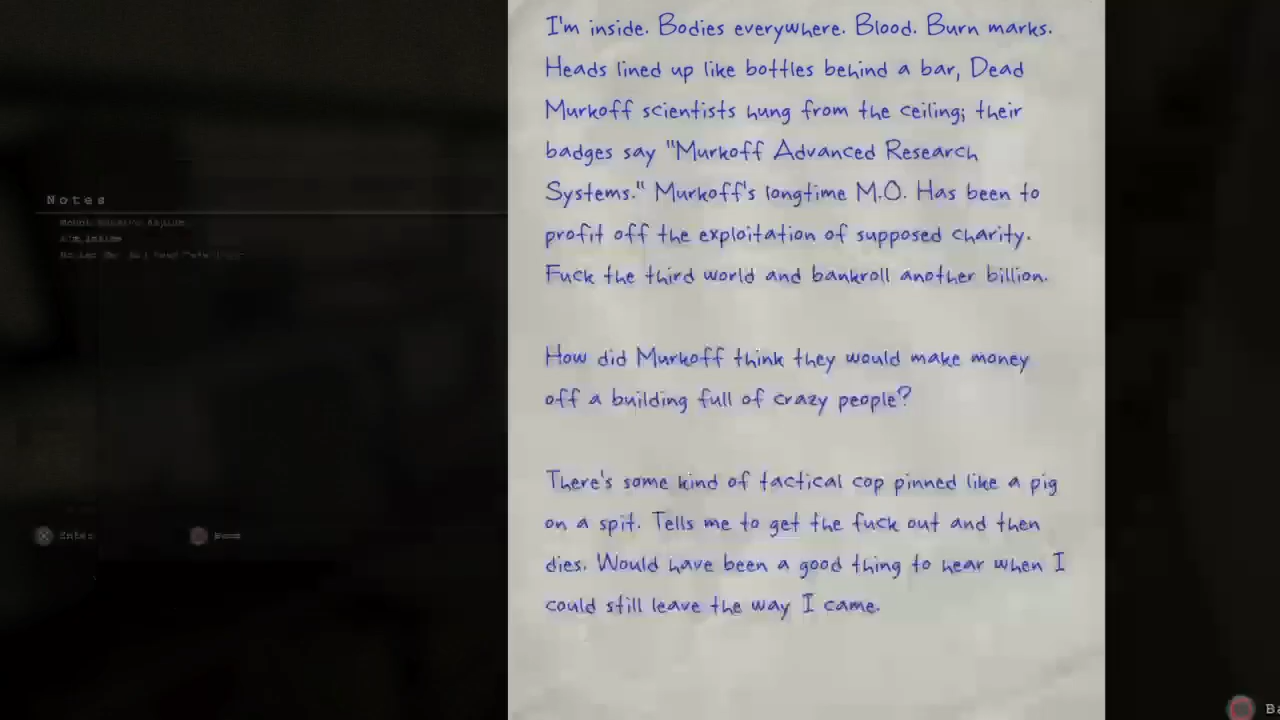 I'm inside. Bodies everywhere. Blood. Burn marks.
Heads lined up like bottles behind a bar, Dead
Murkoff scientists hung from the ceiling; their
badges say "Murkoff Advanced Research
Systems." Murkoff's longtime M.O. Has been to
profit off the exploitation of supposed charity.
Fuck the third world and bankroll another billion.
How did Murkoff think they would make money
off a building full of crazy people?
There's some kind of tactical cop pinned like a pig
on a spit. Tells me to get the fuck out and then
dies. Would have been a good thing to hear when I
could still leave the way I came.
Notes
I'm Inside
Enter
Ba